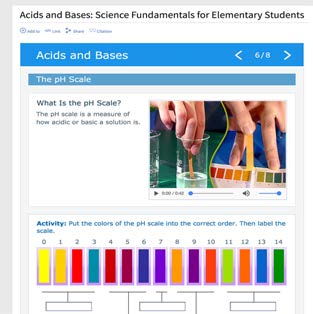 Acids and Bases: Science Fundamentals for Elementary Students
Add to Link Share Citation
Acids and Bases
6/8
The pH Scale
What Is the pH Scale?
The pH scale is a measure of
how acidic or basic a solution is.
0:00 / 0:42
Activity: Put the colors of the pH scale into the correct order. Then label the
scale.
0 1 2 3 4 5 6 7 8 9 10 11 12 13 14